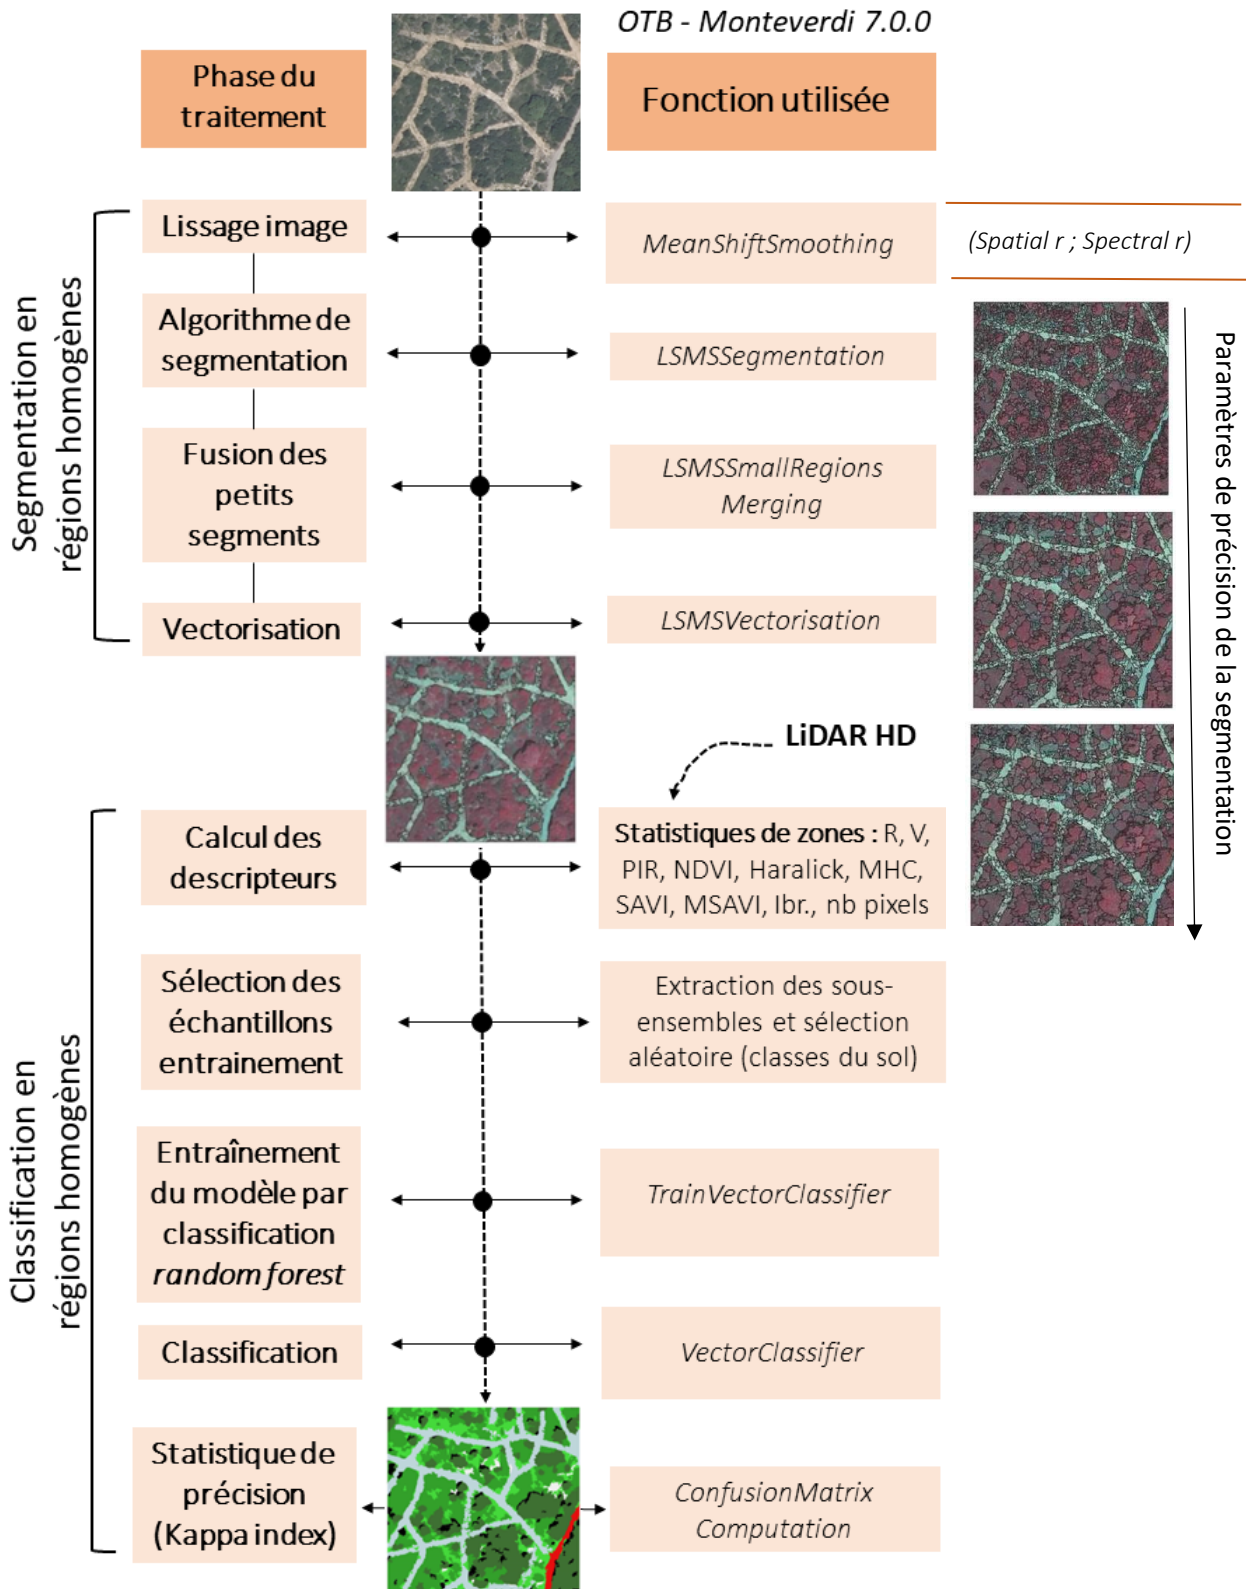 OTB - Monteverdi 7.0.0
Phase du
traitement
Fonction utilisée
Segmentation en
régions homogènes
Lissage image
MeanShiftSmoothing
(Spatial r ; Spectral r)
Algorithme de
segmentation
LSMSSegmentation
Fusion des
petits
segments
LSMSSmallRegions
Merging
Vectorisation
LSMSVectorisation
Paramètres de précision de la segmentation
LiDAR HD
Classification en
régions homogènes
Calcul des
descripteurs
Statistiques de zones : R, V,
PIR, NDVI, Haralick, MHC,
SAVI, MSAVI, Ibr., nb pixels
Sélection des
échantillons
entrainement
Extraction des sous-
ensembles et sélection
aléatoire (classes du sol)
Entraînement
du modèle par
classification
random forest
TrainVectorClassifier
Classification
VectorClassifier
Statistique de
précision
(Kappa index)
ConfusionMatrix
Computation